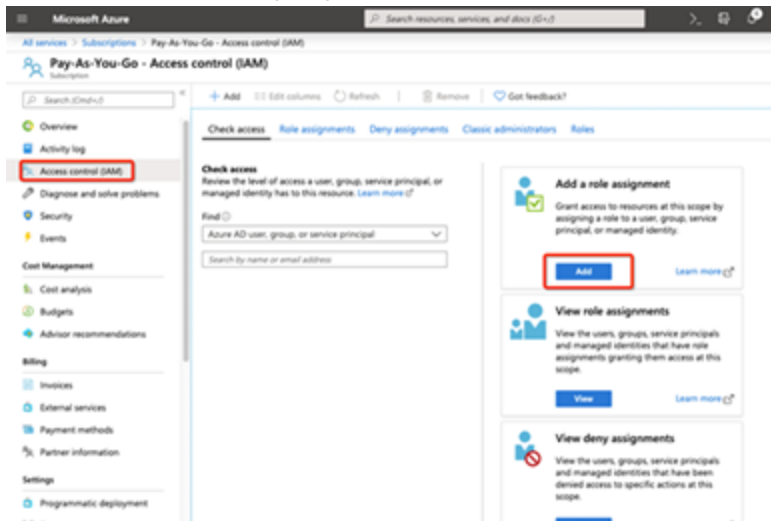 Microsoft Azure
Search resources, services, and docs (G+/)
All services > Subscriptions > Pay-As-You-Go - Access control (IAM)
Pay-As-You-Go - Access control (IAM)
Subscription
Search (Cmd+/)
Overview
Activity log
Access control (IAM)
Diagnose and solve problems
Security
Events
Cost Management
Cost analysis
Budgets
Advisor recommendations
Billing
Invoices
External services
Payment methods
Partner information
Settings
Programmatic deployment
Add
Edit columns
Refresh
Remove
Got feedback?
Check access
Role assignments
Deny assignments
Classic administrators
Roles
Check access
Review the level of access a user, group, service principal, or
managed identity has to this resource. Learn more
Find
Azure AD user, group, or service principal
Search by name or email address
Add a role assignment
Grant access to resources at this scope by
assigning a role to a user, group, service
principal, or managed identity.
Add
Learn more
View role assignments
View the users, groups, service principals
and managed identities that have role
assignments granting them access at this
scope.
View
Learn more
View deny assignments
View the users, groups, service principals
and managed identities that have been
denied access to specific actions at this
scope.